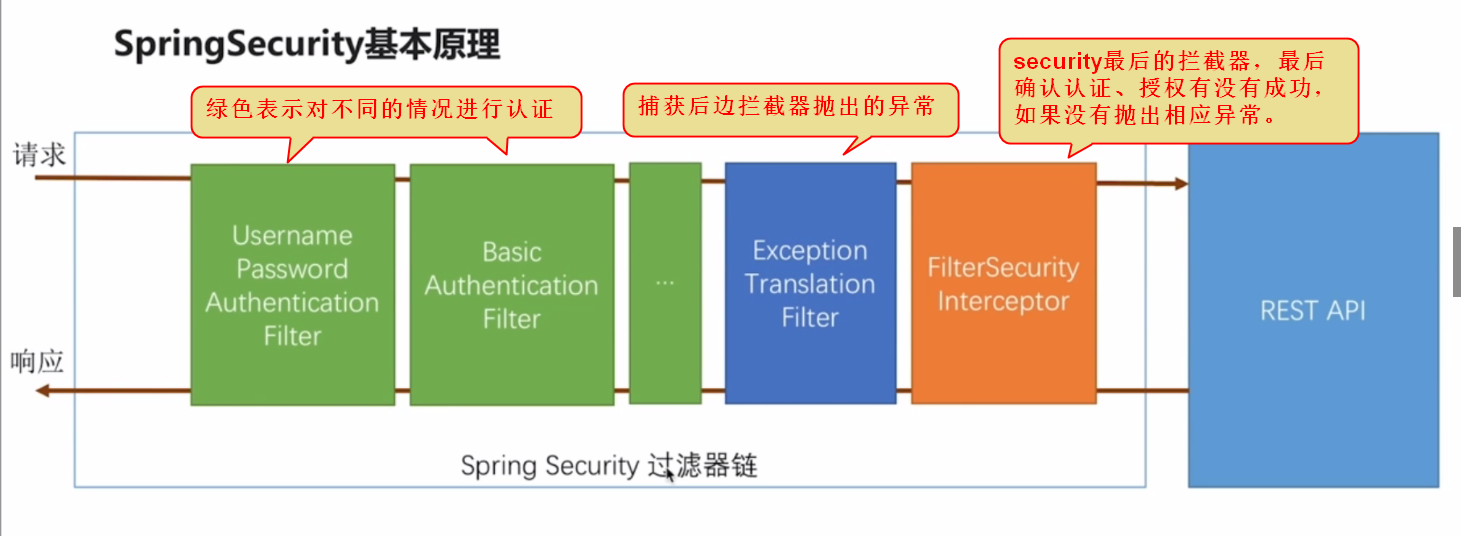 SpringSecurity基本原理
绿色表示对不同的情况进行认证
捕获后边拦截器抛出的异常
security最后的拦截器，最后
确认认证、授权有没有成功，
如果没有抛出相应异常。
请求
Username
Password
Authentication
Filter
Basic
Authentication
Filter
...
Exception
Translation
Filter
FilterSecurity
Interceptor
REST API
响应
Spring Security 过滤器链